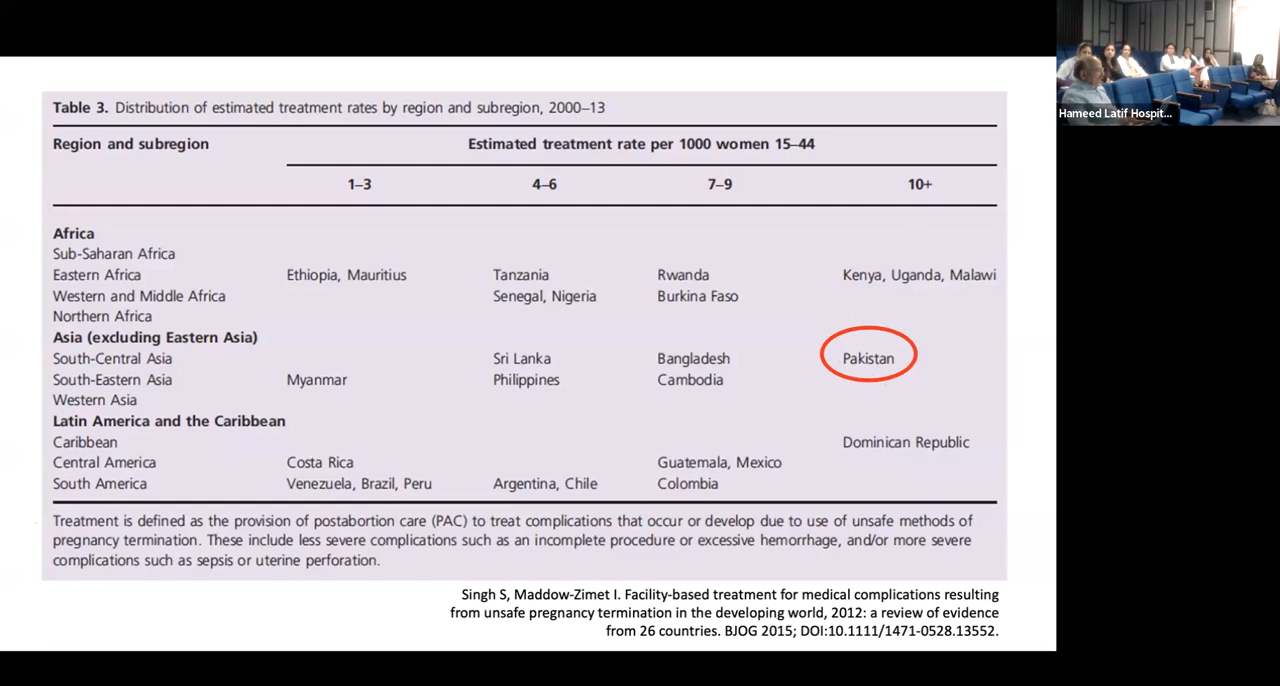 Hameed Latif Hospit...
Table 3. Distribution of estimated treatment rates by region and subregion, 2000–13
Region and subregion Estimated treatment rate per 1000 women 15–44
1–3 4–6 7–9 10+
Africa
Sub-Saharan Africa
Eastern Africa Ethiopia, Mauritius Tanzania Rwanda Kenya, Uganda, Malawi
Western and Middle Africa Senegal, Nigeria Burkina Faso
Northern Africa
Asia (excluding Eastern Asia)
South-Central Asia Sri Lanka Bangladesh Pakistan
South-Eastern Asia Myanmar Philippines Cambodia
Western Asia
Latin America and the Caribbean
Caribbean Dominican Republic
Central America Costa Rica Guatemala, Mexico
South America Venezuela, Brazil, Peru Argentina, Chile Colombia
Treatment is defined as the provision of postabortion care (PAC) to treat complications that occur or develop due to use of unsafe methods of
pregnancy termination. These include less severe complications such as an incomplete procedure or excessive hemorrhage, and/or more severe
complications such as sepsis or uterine perforation.
Singh S, Maddow-Zimet I. Facility-based treatment for medical complications resulting
from unsafe pregnancy termination in the developing world, 2012: a review of evidence
from 26 countries. BJOG 2015; DOI:10.1111/1471-0528.13552.